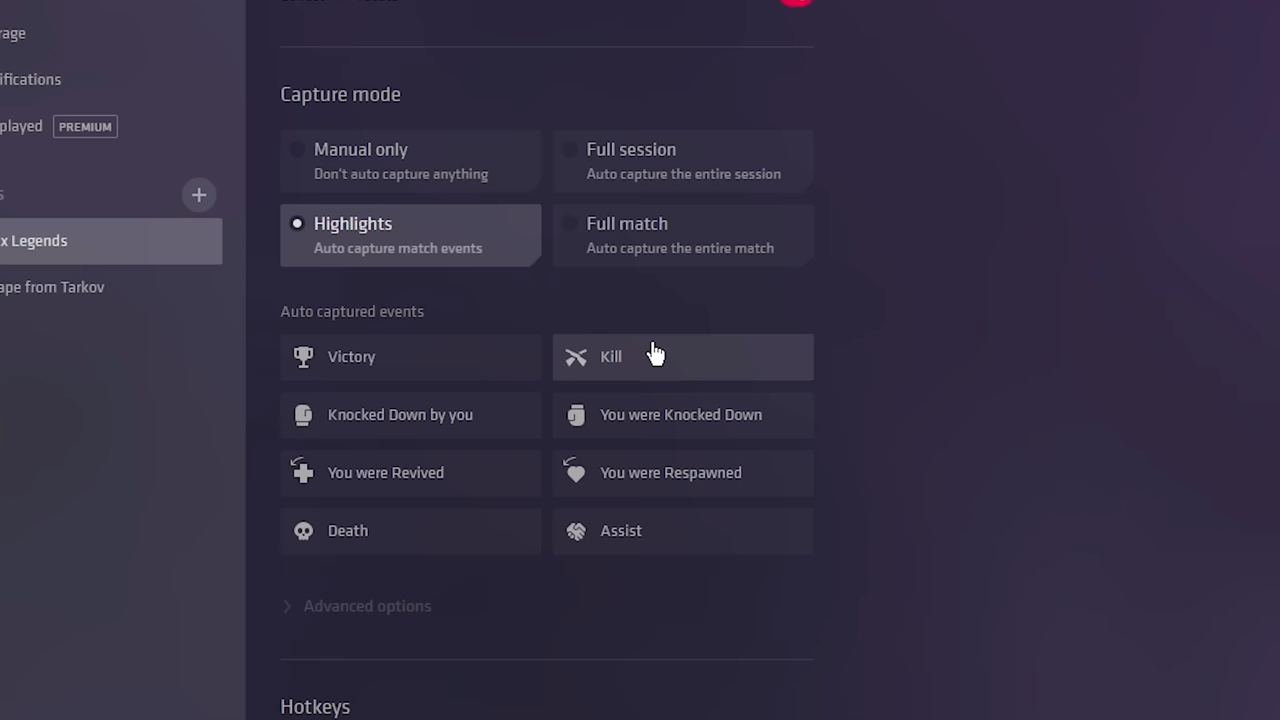 rage
ifications
played PREMIUM
s
x Legends
ape from Tarkov
Capture mode
Manual only
Don't auto capture anything
Full session
Auto capture the entire session
Highlights
Auto capture match events
Full match
Auto capture the entire match
Auto captured events
Victory
Kill
Knocked Down by you
You were Knocked Down
You were Revived
You were Respawned
Death
Assist
Advanced options
Hotkeys